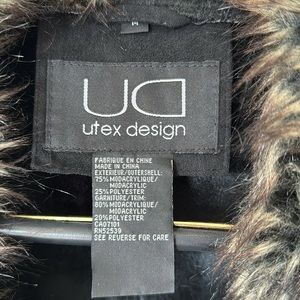 M
UD
utex design
FABRIQUE EN CHINE
MADE IN CHINA
EXTERIEUR/OUTERSHELL:
75%MODACRYLIQUE/
MODACRYLIC
25%POLYESTER
GARNITURE/TRIM:
80%MODACRYLIQUE/
MODACRYLIC
20%POLYESTER
CA07101
RN52539
SEE REVERSE FOR CARE